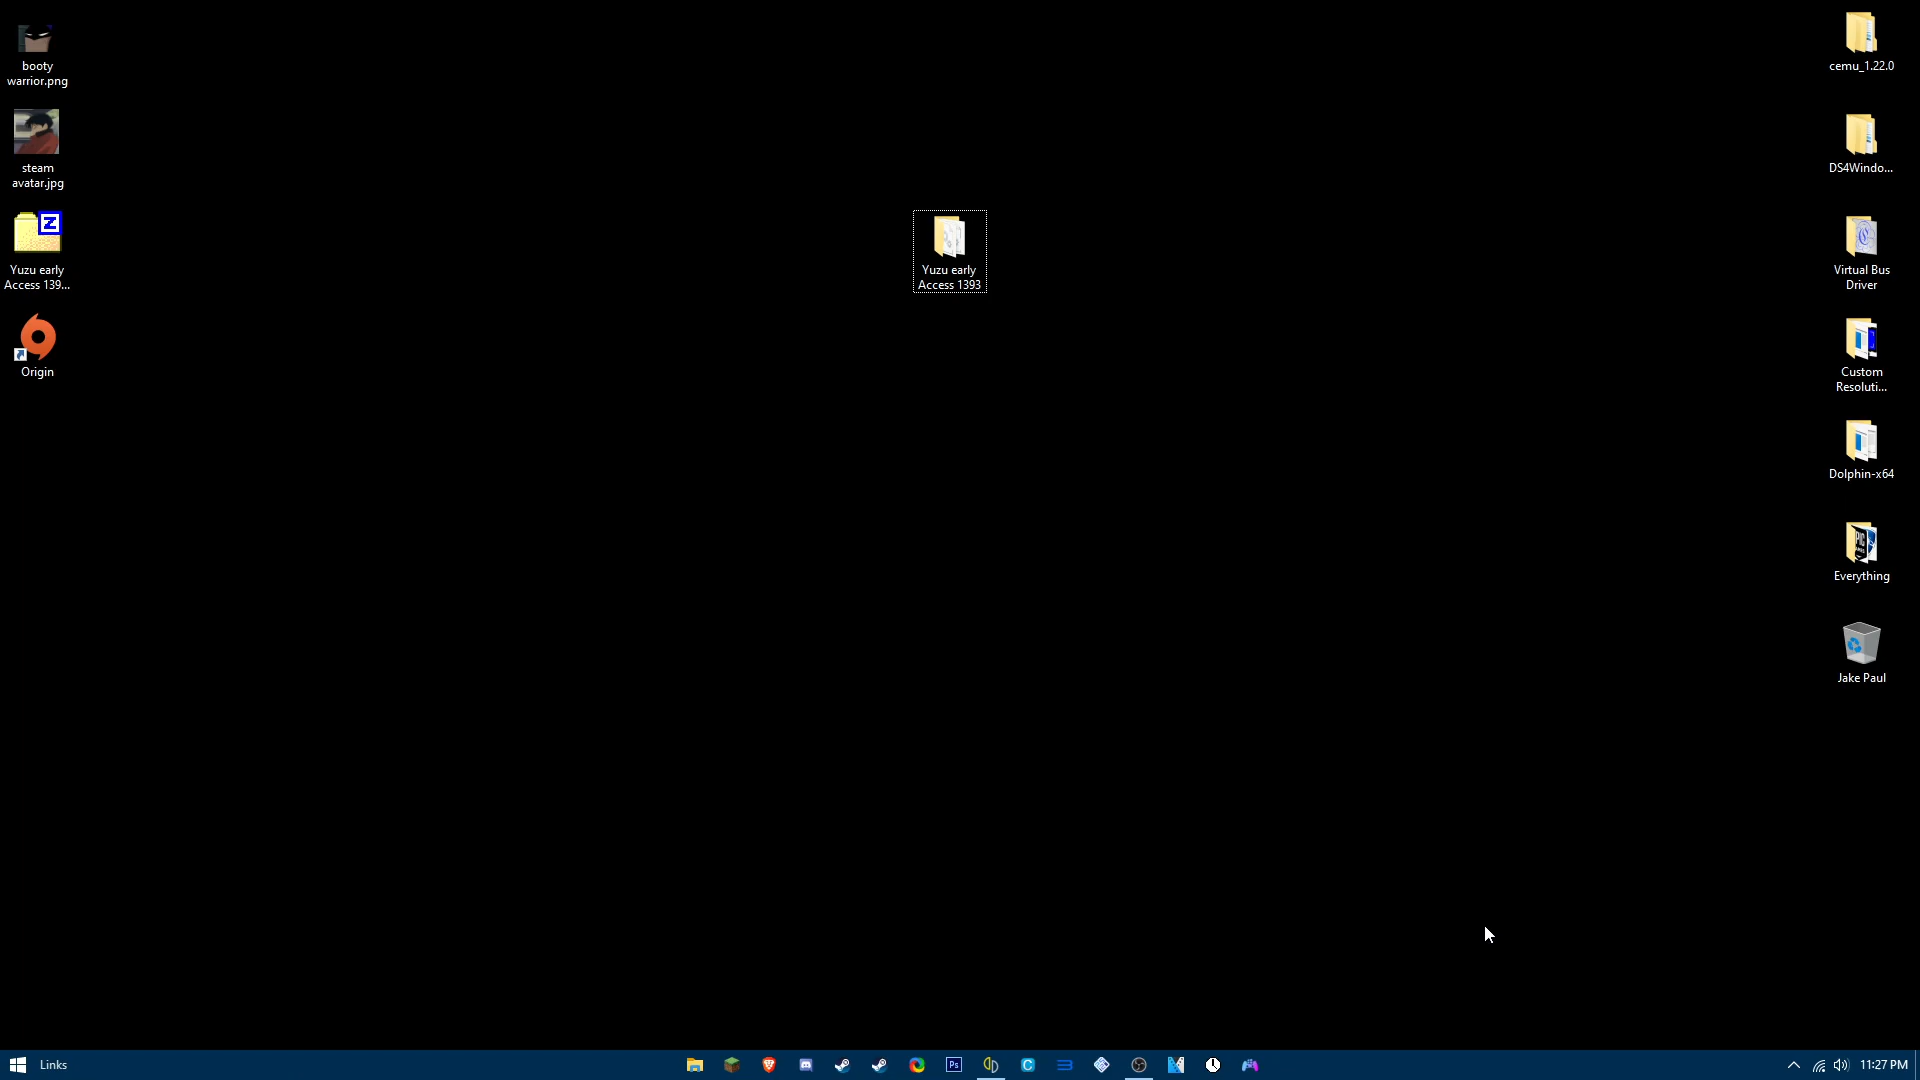 booty
warrior.png
steam
avatar.jpg
Z
Yuzu early
Access 139...
Origin
Yuzu early
Access 1393
cemu_1.22.0
DS4Windo...
Virtual Bus
Driver
Custom
Resoluti...
Dolphin-x64
Everything
Jake Paul
Links
Ps
C
11:27 PM